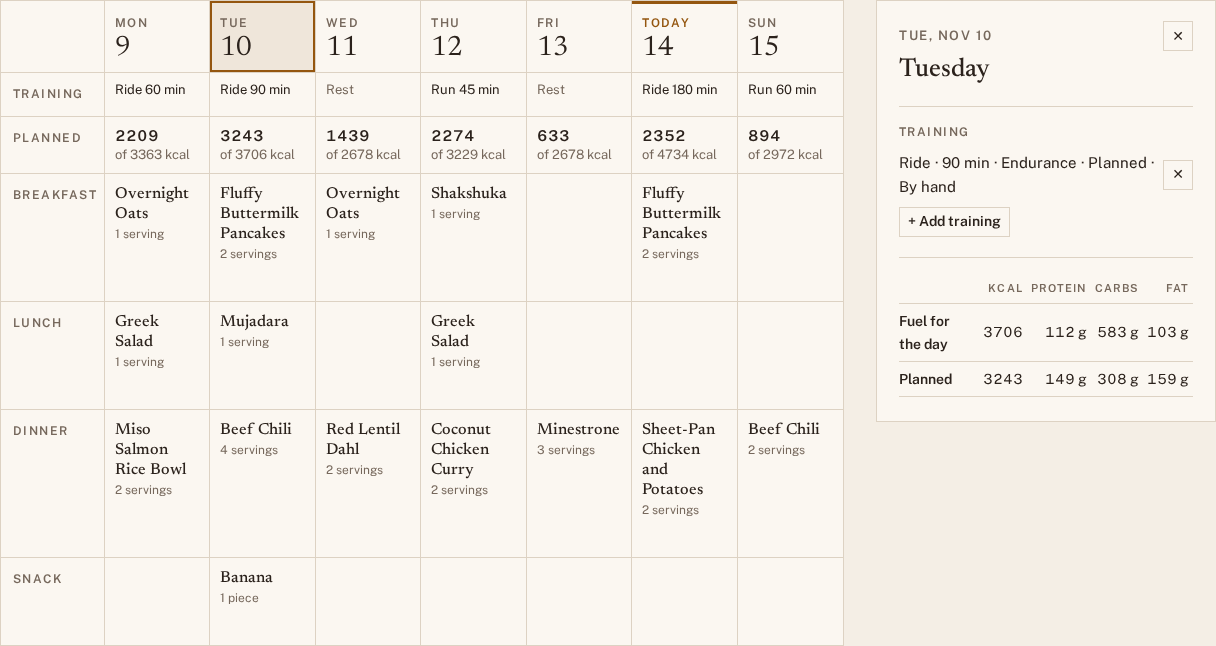 MON TUE WED THU FRI TODAY SUN
9 10 11 12 13 14 15
TRAINING Ride 60 min Ride 90 min Rest Run 45 min Rest Ride 180 min Run 60 min
PLANNED 2209 3243 1439 2274 633 2352 894
of 3363 kcal of 3706 kcal of 2678 kcal of 3229 kcal of 2678 kcal of 4734 kcal of 2972 kcal
BREAKFAST
Overnight
Oats
1 serving
Fluffy
Buttermilk
Pancakes
2 servings
Overnight
Oats
1 serving
Shakshuka
1 serving
Fluffy
Buttermilk
Pancakes
2 servings
LUNCH
Greek
Salad
1 serving
Mujadara
1 serving
Greek
Salad
1 serving
DINNER
Miso
Salmon
Rice Bowl
2 servings
Beef Chili
4 servings
Red Lentil
Dahl
2 servings
Coconut
Chicken
Curry
2 servings
Minestrone
3 servings
Sheet-Pan
Chicken
and
Potatoes
2 servings
Beef Chili
2 servings
SNACK
Banana
1 piece
TUE, NOV 10 ✕
Tuesday
TRAINING
Ride · 90 min · Endurance · Planned ·
By hand
✕
+ Add training
KCAL PROTEIN CARBS FAT
Fuel for
the day
3706 112 g 583 g 103 g
Planned 3243 149 g 308 g 159 g